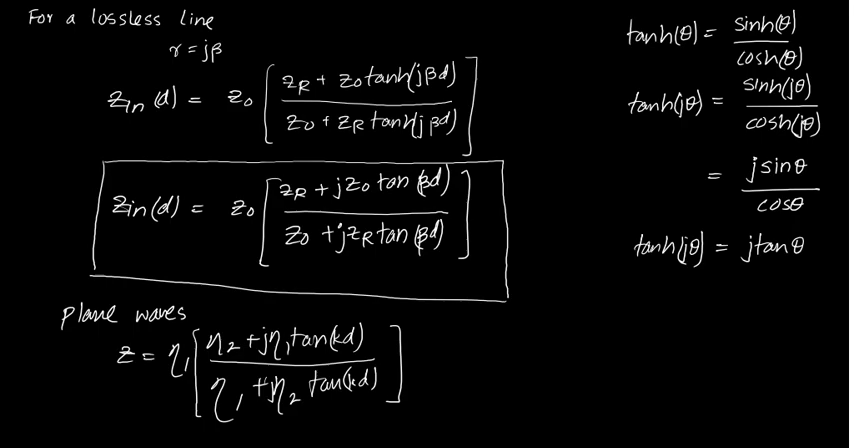 For a lossless line
γ = jβ
Zin (d) = Z0 [ (ZR + Z0 tanh(jβd)) / (Z0 + ZR tanh(jβd)) ]
Zin (d) = Z0 [ (ZR + jZ0 tan (βd)) / (Z0 + jZR tan(βd)) ]
plane waves
Z = η1 [ (η2 + jη1 tan(kd)) / (η1 + jη2 tan(kd)) ]
tanh(θ) = sinh(θ) / cosh(θ)
tanh(jθ) = sinh(jθ) / cosh(jθ)
= j sinθ / cosθ
tanh(jθ) = j tanθ